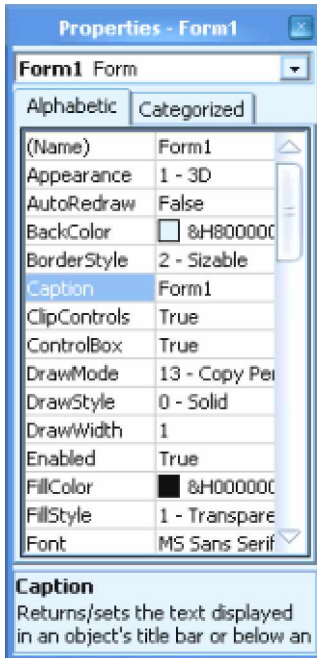 Properties - Form1
Form1 Form
Alphabetic Categorized
(Name) Form1
Appearance 1 - 3D
AutoRedraw False
BackColor &H800000
BorderStyle 2 - Sizable
Caption Form1
ClipControls True
ControlBox True
DrawMode 13 - Copy Per
DrawStyle 0 - Solid
DrawWidth 1
Enabled True
FillColor &H000000
FillStyle 1 - Transpare
Font MS Sans Serif
Caption
Returns/sets the text displayed
in an object's title bar or below an